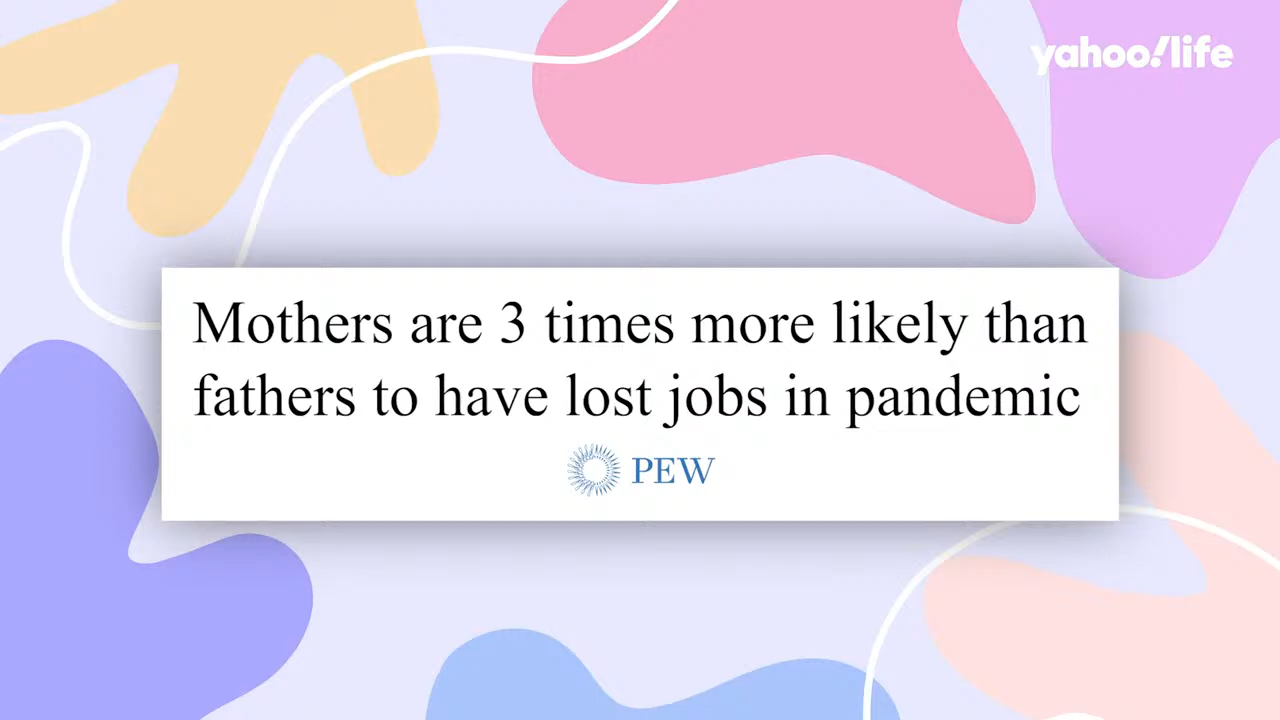 yahoo!life
Mothers are 3 times more likely than
fathers to have lost jobs in pandemic
PEW